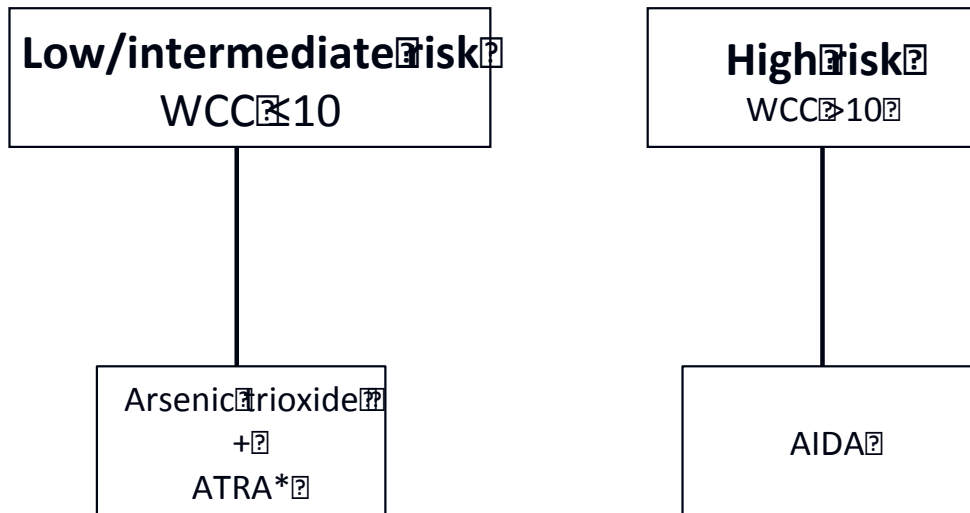 Low/intermediate risk
WCC ≤10
High risk
WCC >10
Arsenic trioxide
+
ATRA*
AIDA